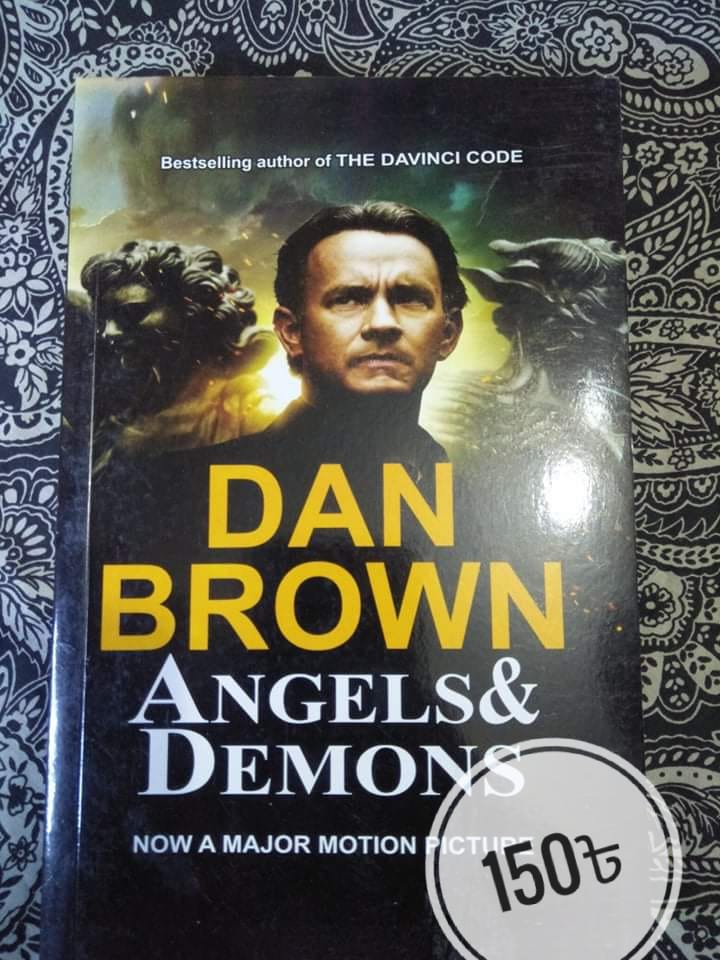 Bestselling author of THE DAVINCI CODE
DAN
BROWN
ANGELS&
DEMONS
NOW A MAJOR MOTION PICTURE
150৳